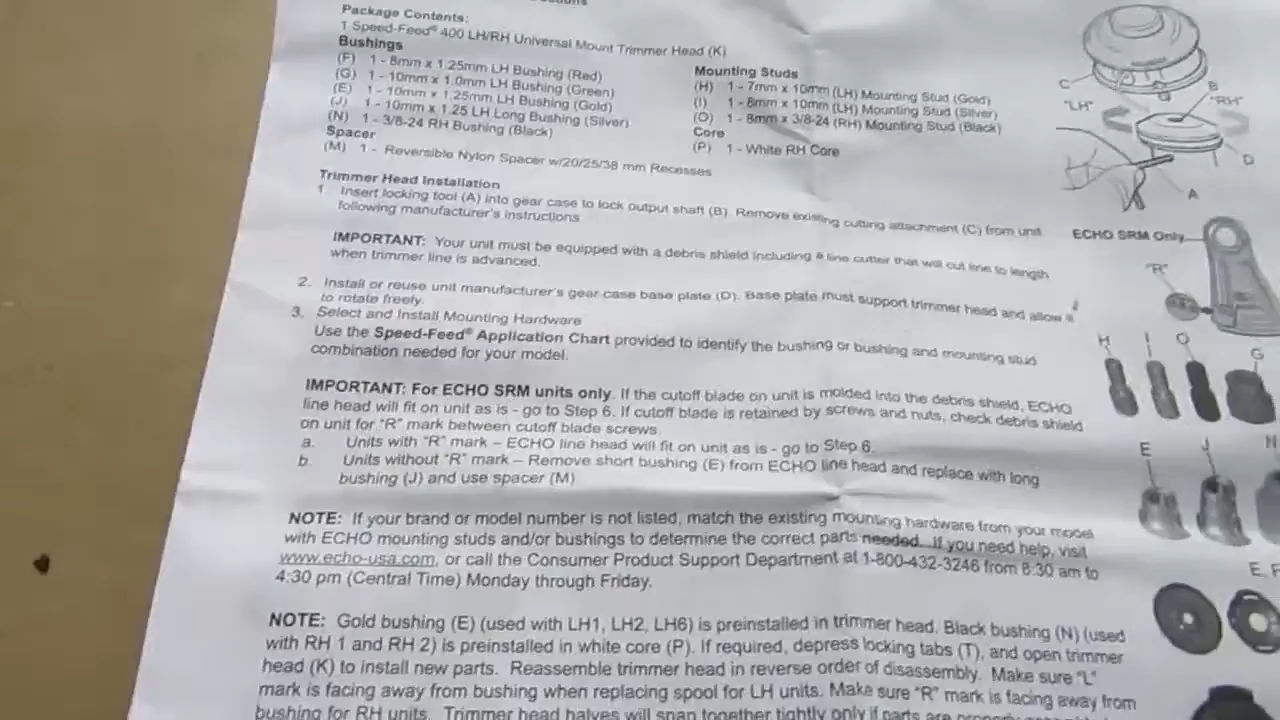 Package Contents:
1 Speed-Feed® 400 LH/RH Universal Mount Trimmer Head (K)
Bushings
(F) 1 - 8mm x 1.25mm LH Bushing (Red)
(G) 1 - 10mm x 1.0mm LH Bushing (Green)
(E) 1 - 10mm x 1.25mm LH Bushing (Gold)
(J) 1 - 10mm x 1.25 LH Long Bushing (Silver)
(N) 1 - 3/8-24 RH Bushing (Black)
Spacer
(M) 1 - Reversible Nylon Spacer w/20/25/38 mm Recesses
Mounting Studs
(H) 1 - 7mm x 10mm (LH) Mounting Stud (Gold)
(I) 1 - 8mm x 10mm (LH) Mounting Stud (Silver)
(O) 1 - 8mm x 3/8-24 (RH) Mounting Stud (Black)
Core
(P) 1 - White RH Core
Trimmer Head Installation
1. Insert locking tool (A) into gear case to lock output shaft (B). Remove existing cutting attachment (C) from unit
following manufacturer's instructions
IMPORTANT: Your unit must be equipped with a debris shield including a line cutter that will cut line to length
when trimmer line is advanced.
2. Install or reuse unit manufacturer's gear case base plate (D). Base plate must support trimmer head and allow it
to rotate freely.
3. Select and Install Mounting Hardware
Use the Speed-Feed® Application Chart provided to identify the bushing or bushing and mounting stud
combination needed for your model.
IMPORTANT: For ECHO SRM units only. If the cutoff blade on unit is molded into the debris shield, ECHO
line head will fit on unit as is - go to Step 6. If cutoff blade is retained by screws and nuts, check debris shield
on unit for "R" mark between cutoff blade screws.
a. Units with "R" mark – ECHO line head will fit on unit as is - go to Step 6.
b. Units without "R" mark – Remove short bushing (E) from ECHO line head and replace with long
bushing (J) and use spacer (M)
NOTE: If your brand or model number is not listed, match the existing mounting hardware from your model
with ECHO mounting studs and/or bushings to determine the correct parts needed. If you need help, visit
www.echo-usa.com, or call the Consumer Product Support Department at 1-800-432-3246 from 8:30 am to
4:30 pm (Central Time) Monday through Friday.
NOTE: Gold bushing (E) (used with LH1, LH2, LH6) is preinstalled in trimmer head. Black bushing (N) (used
with RH 1 and RH 2) is preinstalled in white core (P). If required, depress locking tabs (T), and open trimmer
head (K) to install new parts. Reassemble trimmer head in reverse order of disassembly. Make sure "L"
mark is facing away from bushing when replacing spool for LH units. Make sure "R" mark is facing away from
bushing for RH units. Trimmer head halves will snap together tightly only if parts are
C
B
"LH"
"RH"
D
A
ECHO SRM Only
"R"
H I O G
E J N
E, F